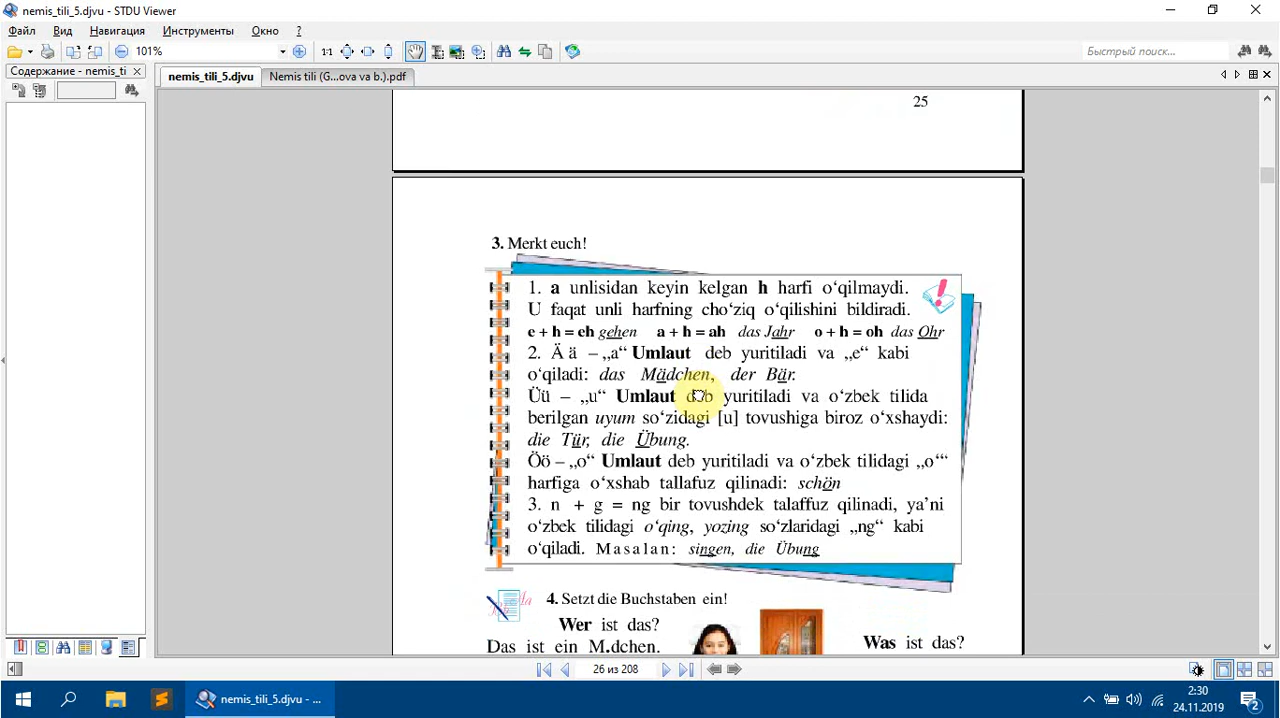 nemis_tili_5.djvu - STDU Viewer
Файл Вид Навигация Инструменты Окно ?
101%
1:1
Быстрый поиск...
Содержание - nemis_ti
nemis_tili_5.djvu
Nemis tili (G...ova va b.).pdf
25
3. Merkt euch!
1. a unlisidan keyin kelgan h harfi o‘qilmaydi.
U faqat unli harfning cho‘ziq o‘qilishini bildiradi.
e + h = eh gehen a + h = ah das Jahr o + h = oh das Ohr
2. Ä ä – „a“ Umlaut deb yuritiladi va „e“ kabi
o‘qiladi: das Mädchen, der Bär.
Üü – „u“ Umlaut deb yuritiladi va o‘zbek tilida
berilgan uyum so‘zidagi [u] tovushiga biroz o‘xshaydi:
die Tür, die Übung.
Öö – „o“ Umlaut deb yuritiladi va o‘zbek tilidagi „o‘“
harfiga o‘xshab tallafuz qilinadi: schön
3. n + g = ng bir tovushdek talaffuz qilinadi, ya’ni
o‘zbek tilidagi o‘qing, yozing so‘zlaridagi „ng“ kabi
o‘qiladi. Masalan: singen, die Übung
4. Setzt die Buchstaben ein!
Wer ist das?
Das ist ein M.dchen.
Was ist das?
26 из 208
nemis_tili_5.djvu - ...
2:30
24.11.2019
2